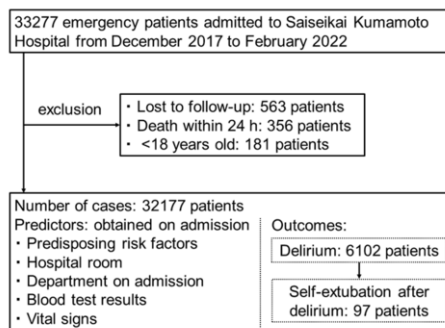 33277 emergency patients admitted to Saiseikai Kumamoto
Hospital from December 2017 to February 2022
exclusion
・Lost to follow-up: 563 patients
・Death within 24 h: 356 patients
・<18 years old: 181 patients
Number of cases: 32177 patients
Predictors: obtained on admission
・Predisposing risk factors
・Hospital room
・Department on admission
・Blood test results
・Vital signs
Outcomes:
Delirium: 6102 patients
Self-extubation after
delirium: 97 patients